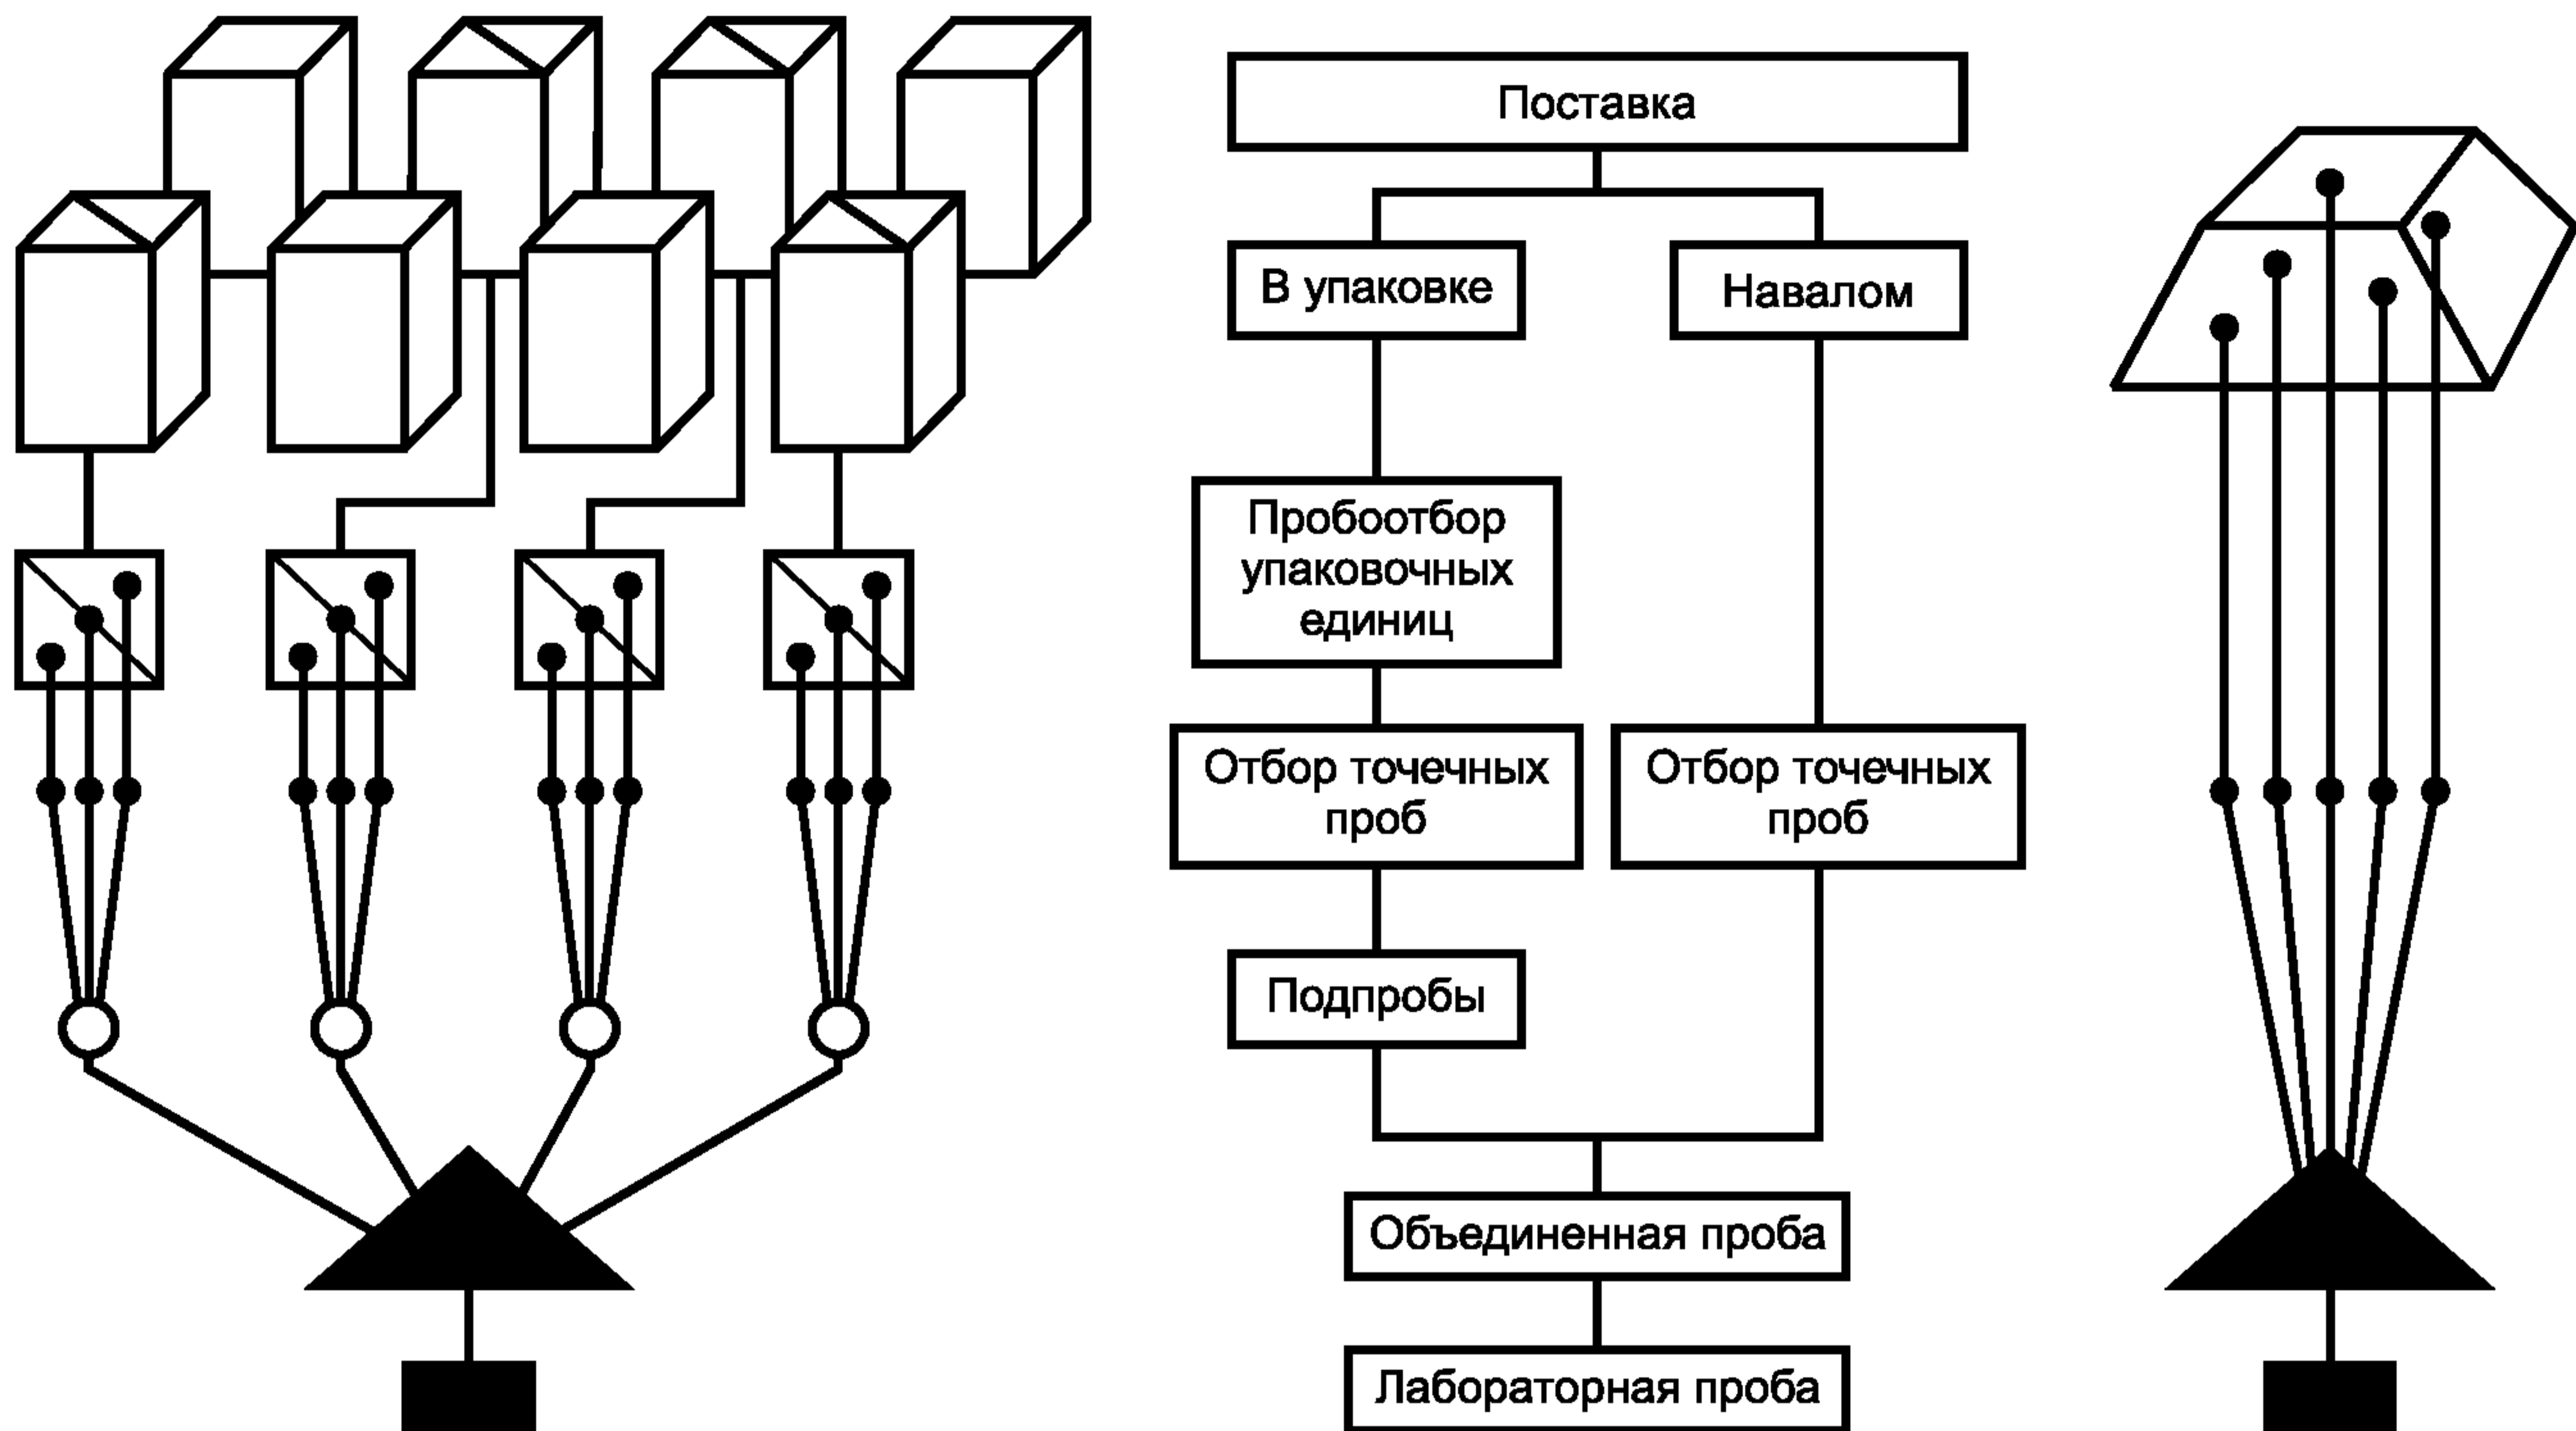 Поставка
В упаковке
Навалом
Пробоотбор
упаковочных
единиц
Отбор точечных
проб
Отбор точечных
проб
Подпробы
Объединенная проба
Лабораторная проба